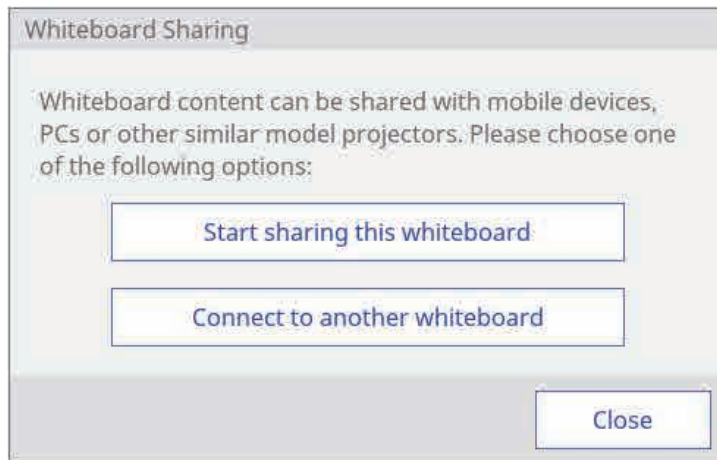 Whiteboard Sharing
Whiteboard content can be shared with mobile devices,
PCs or other similar model projectors. Please choose one
of the following options:
Start sharing this whiteboard
Connect to another whiteboard
Close